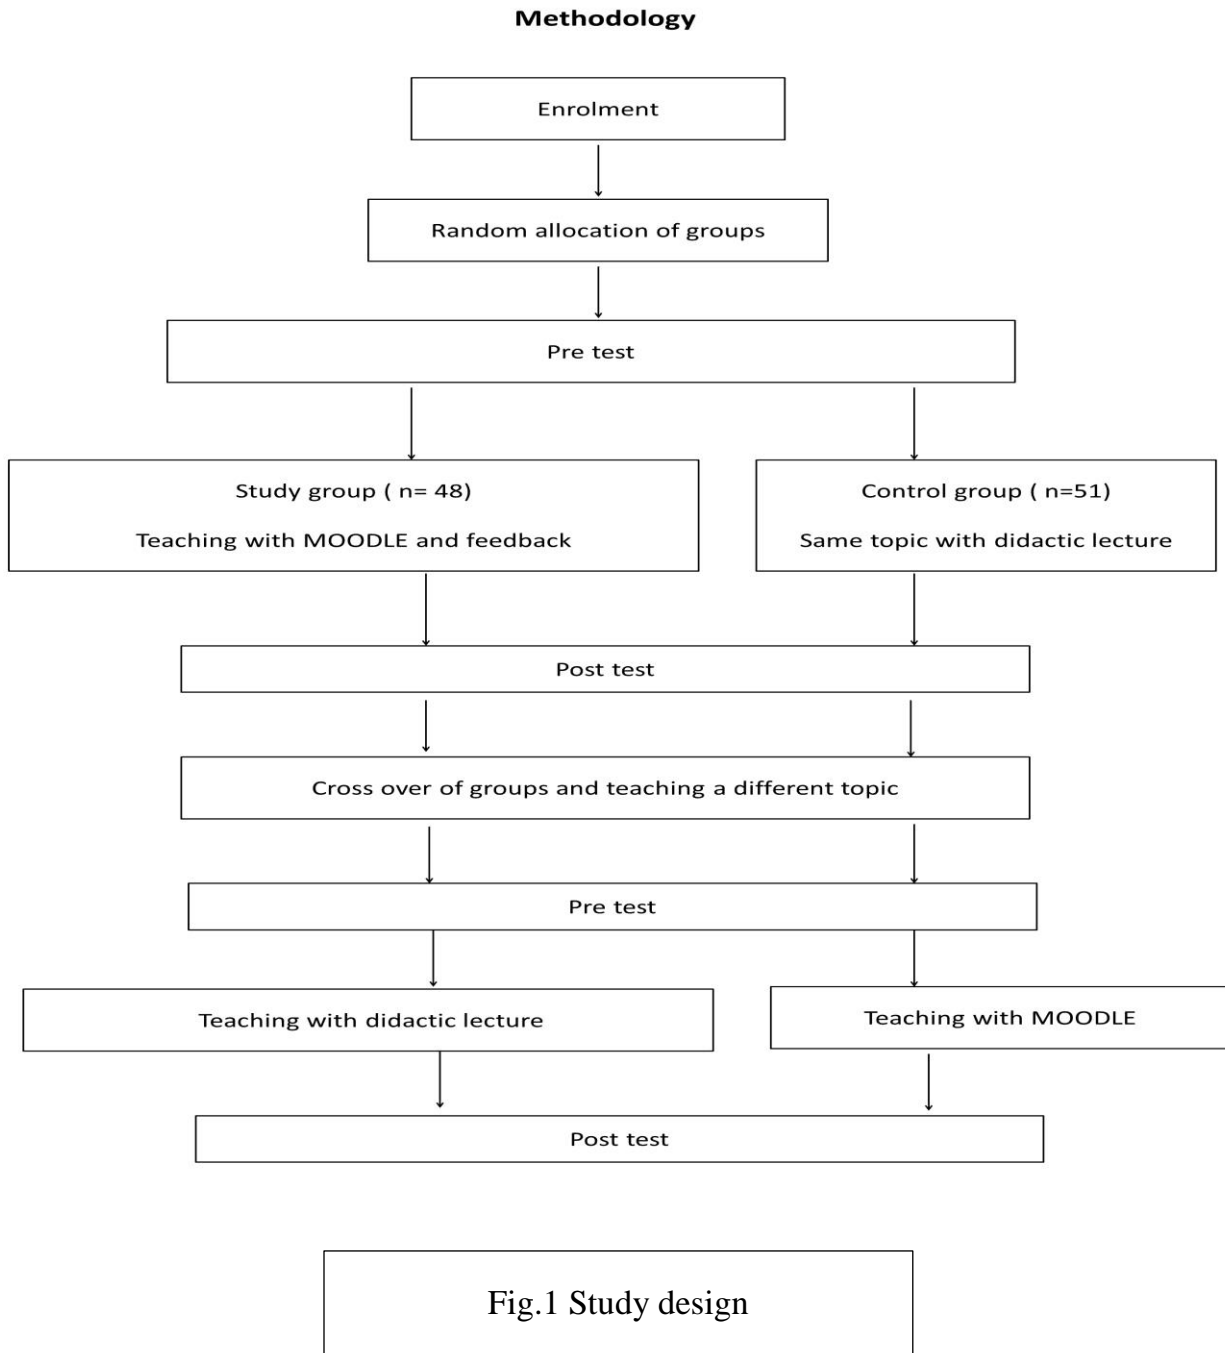 Methodology
Enrolment
Random allocation of groups
Pre test
Study group ( n= 48)
Teaching with MOODLE and feedback
Control group ( n=51)
Same topic with didactic lecture
Post test
Cross over of groups and teaching a different topic
Pre test
Teaching with didactic lecture
Teaching with MOODLE
Post test
Fig.1 Study design